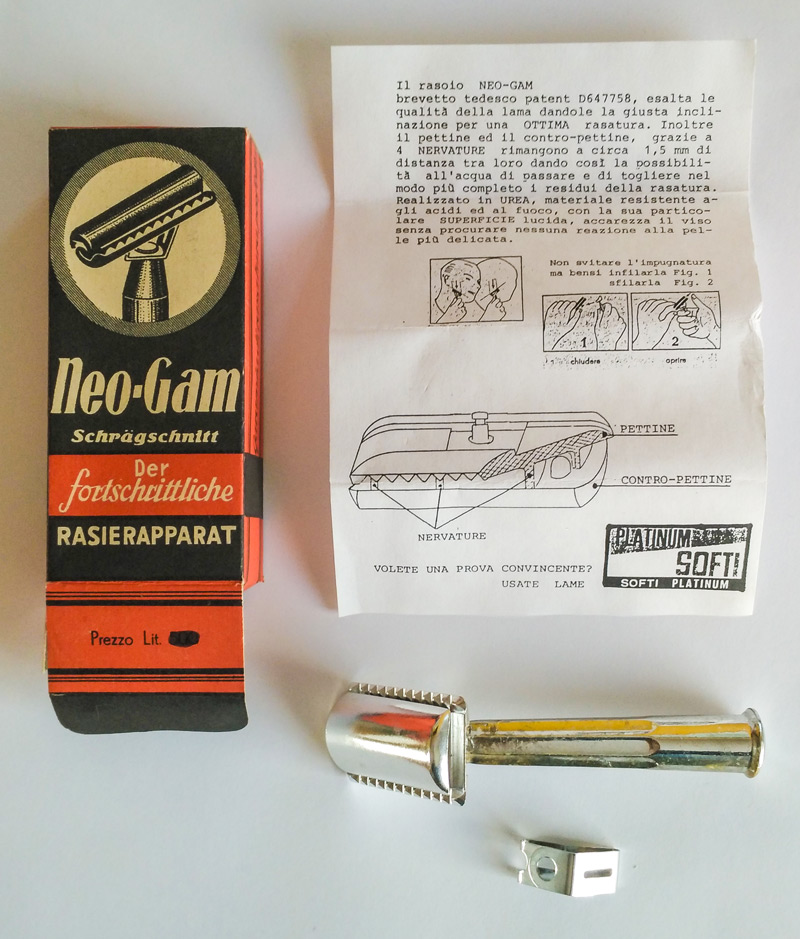 Neo-Gam
Schrägschnitt
Der
fortschrittliche
RASIERAPPARAT
Prezzo Lit.
Il rasoio NEO-GAM
brevetto tedesco patent D647758, esalta le
qualità della lama dandole la giusta incli-
nazione per una OTTIMA rasatura. Inoltre
il pettine ed il contro-pettine, grazie a
4 NERVATURE rimangono a circa 1,5 mm di
distanza tra loro dando così la possibili-
tà all'acqua di passare e di togliere nel
modo più completo i residui della rasatura.
Realizzato in UREA, materiale resistente a-
gli acidi ed al fuoco, con la sua partico-
lare SUPERFICIE lucida, accarezza il viso
senza procurare nessuna reazione alla pel-
le più delicata.
Non svitare l'impugnatura
ma bensì infilarla Fig. 1
sfilarla Fig. 2
1 2
chiudere aprire
PETTINE
CONTRO-PETTINE
NERVATURE
VOLETE UNA PROVA CONVINCENTE?
USATE LAME
PLATINUM
SOFTI
SOFTI PLATINUM